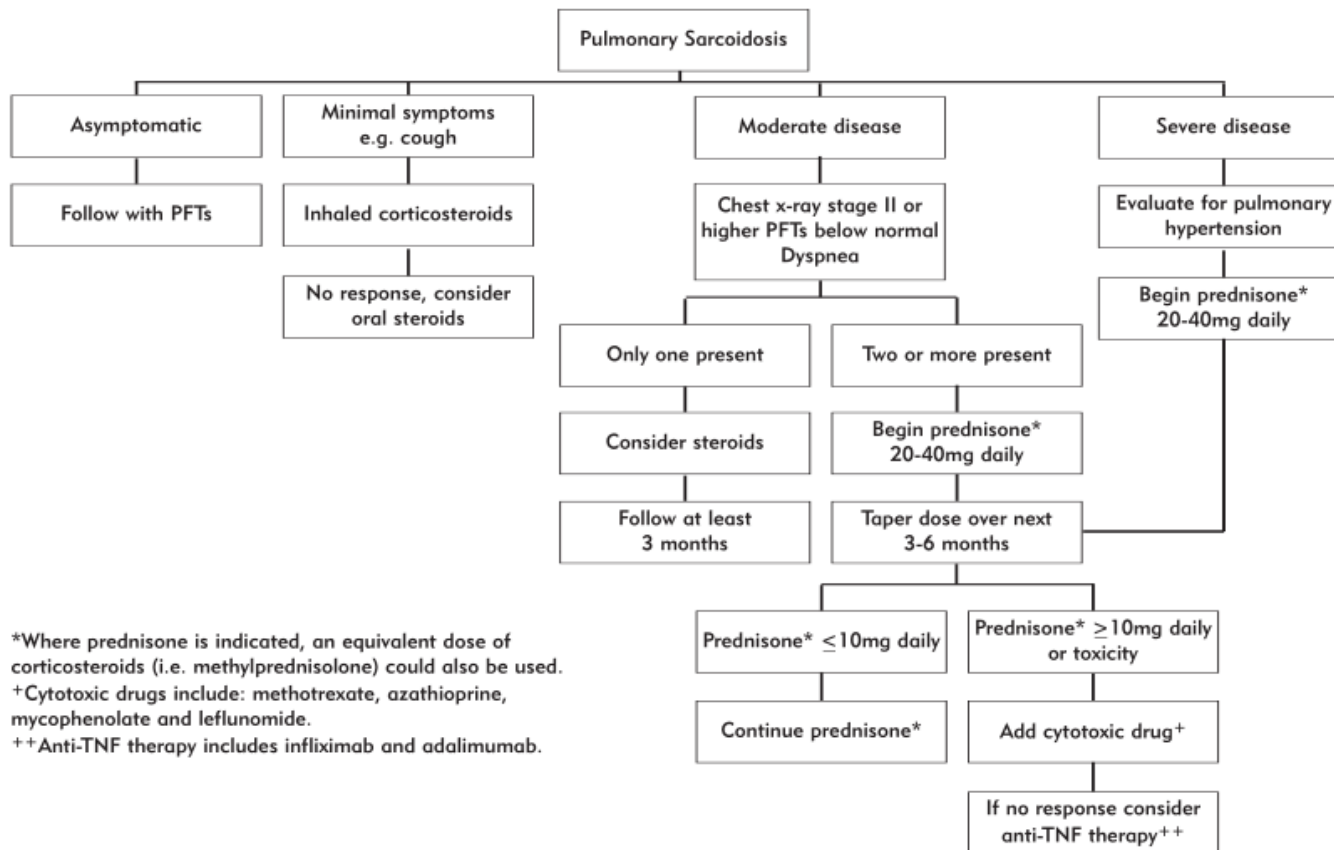 Pulmonary Sarcoidosis
Asymptomatic
Minimal symptoms
e.g. cough
Moderate disease
Severe disease
Follow with PFTs
Inhaled corticosteroids
Chest x-ray stage II or
higher PFTs below normal
Dyspnea
Evaluate for pulmonary
hypertension
No response, consider
oral steroids
Begin prednisone*
20-40mg daily
Only one present
Two or more present
Consider steroids
Begin prednisone*
20-40mg daily
Follow at least
3 months
Taper dose over next
3-6 months
Prednisone* ≤10mg daily
Prednisone* ≥10mg daily
or toxicity
Continue prednisone*
Add cytotoxic drug+
If no response consider
anti-TNF therapy++
*Where prednisone is indicated, an equivalent dose of
corticosteroids (i.e. methylprednisolone) could also be used.
+Cytotoxic drugs include: methotrexate, azathioprine,
mycophenolate and leflunomide.
++Anti-TNF therapy includes infliximab and adalimumab.